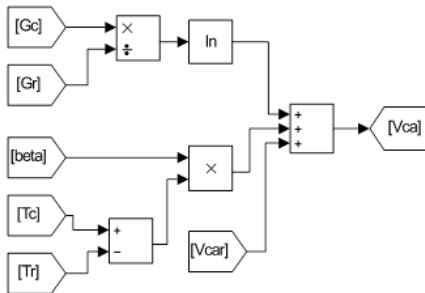 [Gc]
×
÷
[Gr]
ln
[beta]
×
[Tc]
+
−
[Tr]
[Vcar]
+
+
+
[Vca]